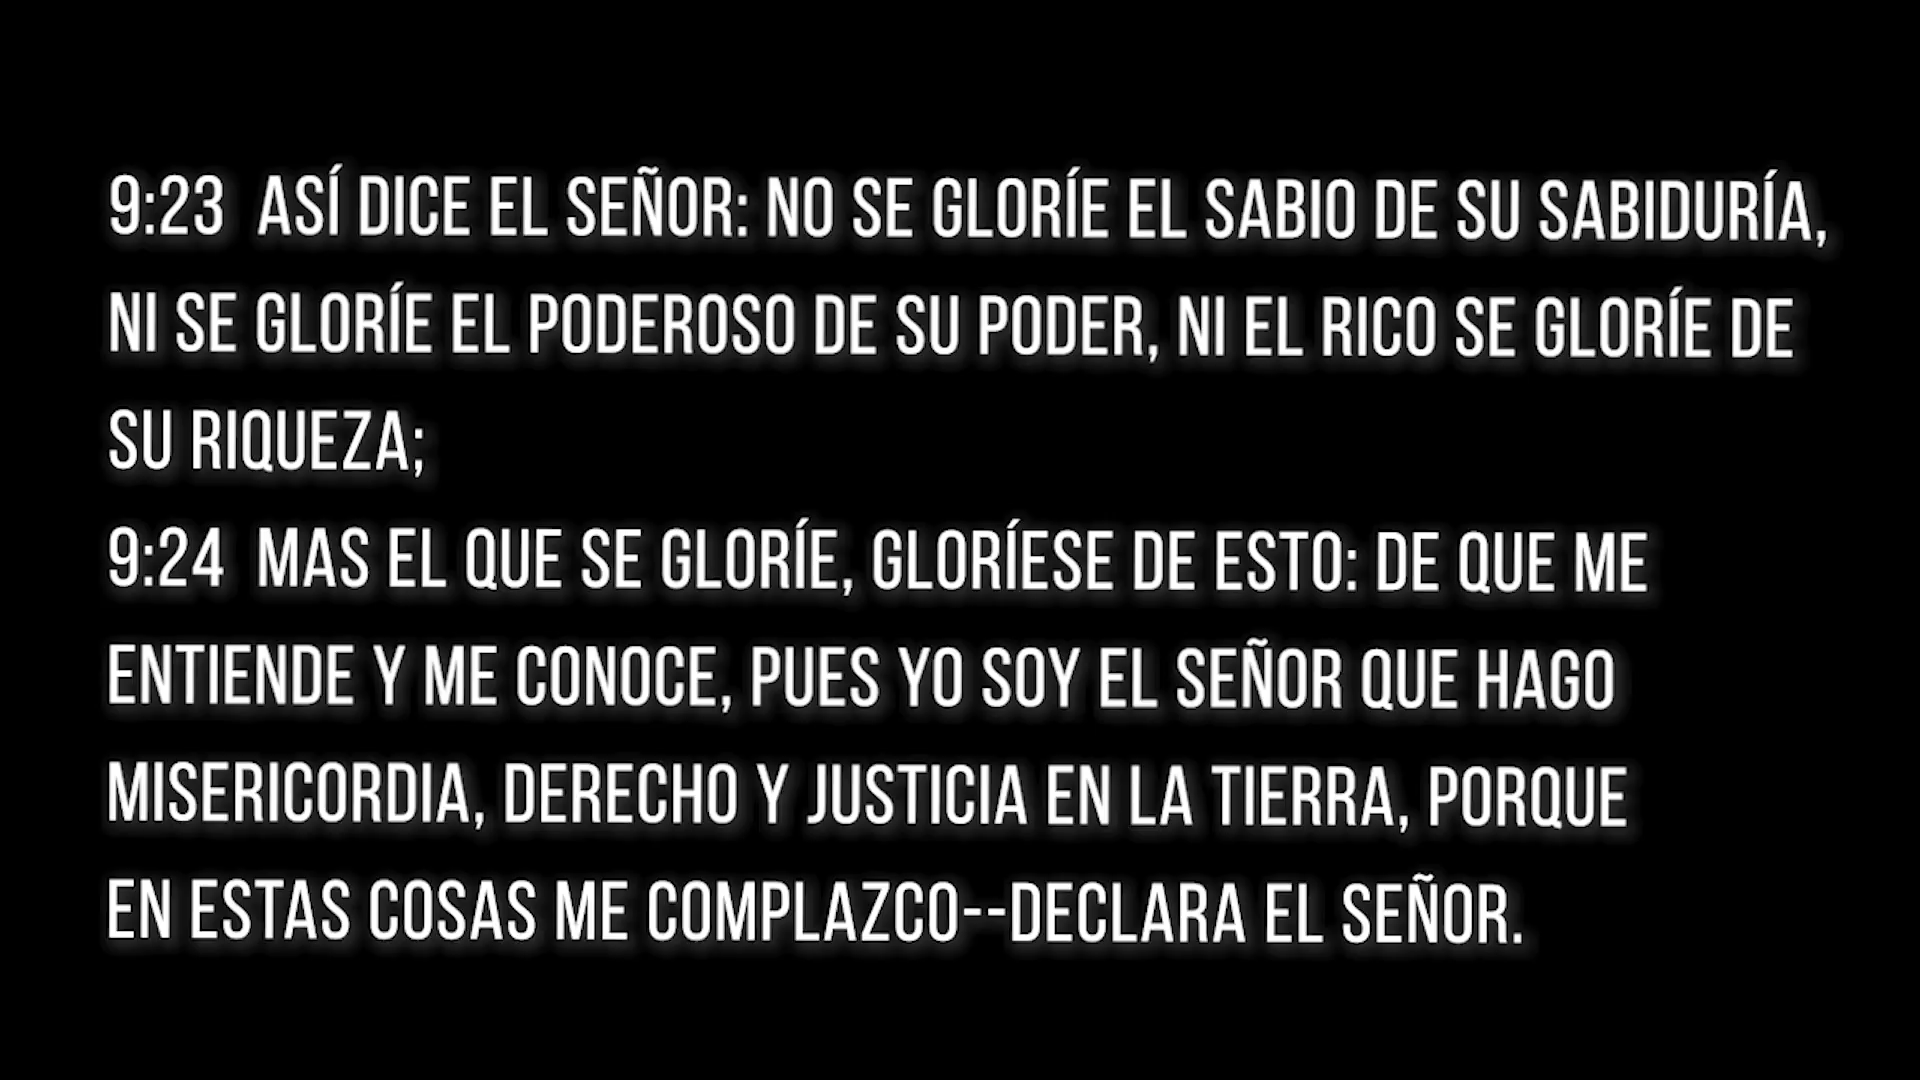 9:23 ASÍ DICE EL SEÑOR: NO SE GLORÍE EL SABIO DE SU SABIDURÍA,
NI SE GLORÍE EL PODEROSO DE SU PODER, NI EL RICO SE GLORÍE DE
SU RIQUEZA;
9:24 MAS EL QUE SE GLORÍE, GLORÍESE DE ESTO: DE QUE ME
ENTIENDE Y ME CONOCE, PUES YO SOY EL SEÑOR QUE HAGO
MISERICORDIA, DERECHO Y JUSTICIA EN LA TIERRA, PORQUE
EN ESTAS COSAS ME COMPLAZCO--DECLARA EL SEÑOR.